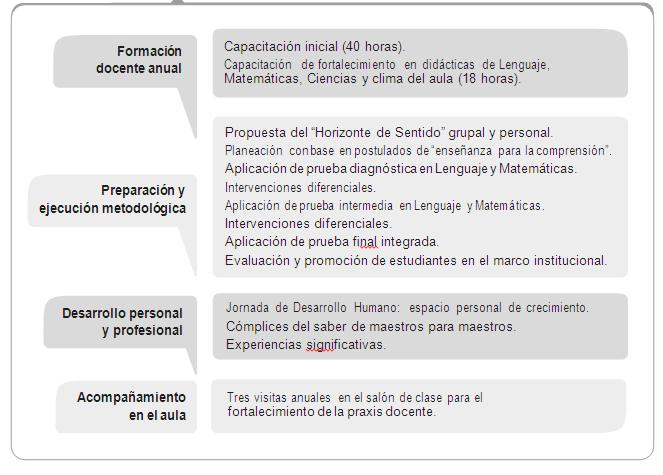 Formación
docente anual
Capacitación inicial (40 horas).
Capacitación de fortalecimiento en didácticas de Lenguaje,
Matemáticas, Ciencias y clima del aula (18 horas).
Preparación y
ejecución metodológica
Propuesta del “Horizonte de Sentido” grupal y personal.
Planeación conbase en postulados de “enseñanza para la comprensión”.
Aplicación de prueba diagnóstica en Lenguaje y Matemáticas.
Intervenciones diferenciales.
Aplicación de prueba intermedia en Lenguaje y Matemáticas.
Intervenciones diferenciales.
Aplicación de prueba final integrada.
Evaluación y promoción de estudiantes en el marco institucional.
Desarrollo personal
y profesional
Jornada de Desarrollo Humano: espacio personal de crecimiento.
Cómplices del saber de maestros para maestros.
Experiencias significativas.
Acompañamiento
en el aula
Tres visitas anuales en el salón de clase para el
fortalecimiento de la praxis docente.